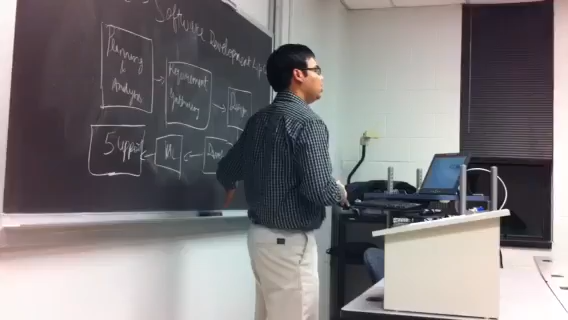 Software Development Life C
Planning
&
Analysis
Requirement
Gathering
Design
Support